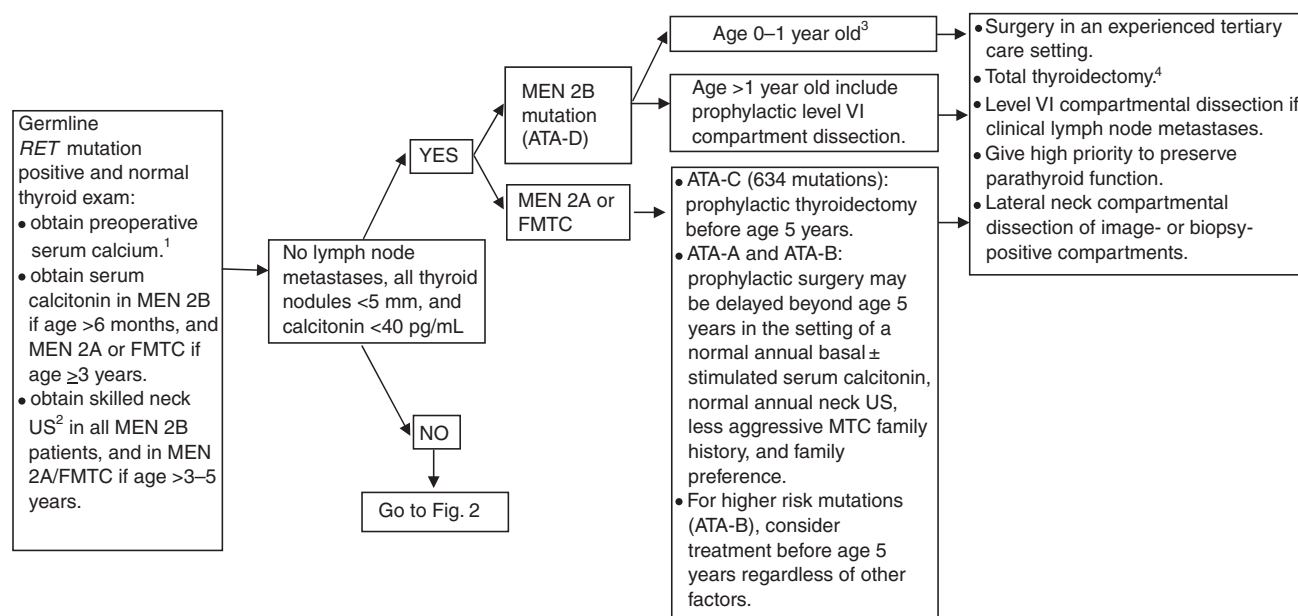 Germline
RET mutation
positive and normal
thyroid exam:
• obtain preoperative
serum calcium.1
• obtain serum
calcitonin in MEN 2B
if age >6 months, and
MEN 2A or FMTC if
age ≥3 years.
• obtain skilled neck
US2 in all MEN 2B
patients, and in MEN
2A/FMTC if age >3–5
years.
No lymph node
metastases, all thyroid
nodules <5 mm, and
calcitonin <40 pg/mL
YES
NO
Go to Fig. 2
MEN 2B
mutation
(ATA-D)
MEN 2A or
FMTC
Age 0–1 year old3
Age >1 year old include
prophylactic level VI
compartment dissection.
• ATA-C (634 mutations):
prophylactic thyroidectomy
before age 5 years.
• ATA-A and ATA-B:
prophylactic surgery may
be delayed beyond age 5
years in the setting of a
normal annual basal ±
stimulated serum calcitonin,
normal annual neck US,
less aggressive MTC family
history, and family
preference.
• For higher risk mutations
(ATA-B), consider
treatment before age 5
years regardless of other
factors.
• Surgery in an experienced tertiary
care setting.
• Total thyroidectomy.4
• Level VI compartmental dissection if
clinical lymph node metastases.
• Give high priority to preserve
parathyroid function.
• Lateral neck compartmental
dissection of image- or biopsy-
positive compartments.